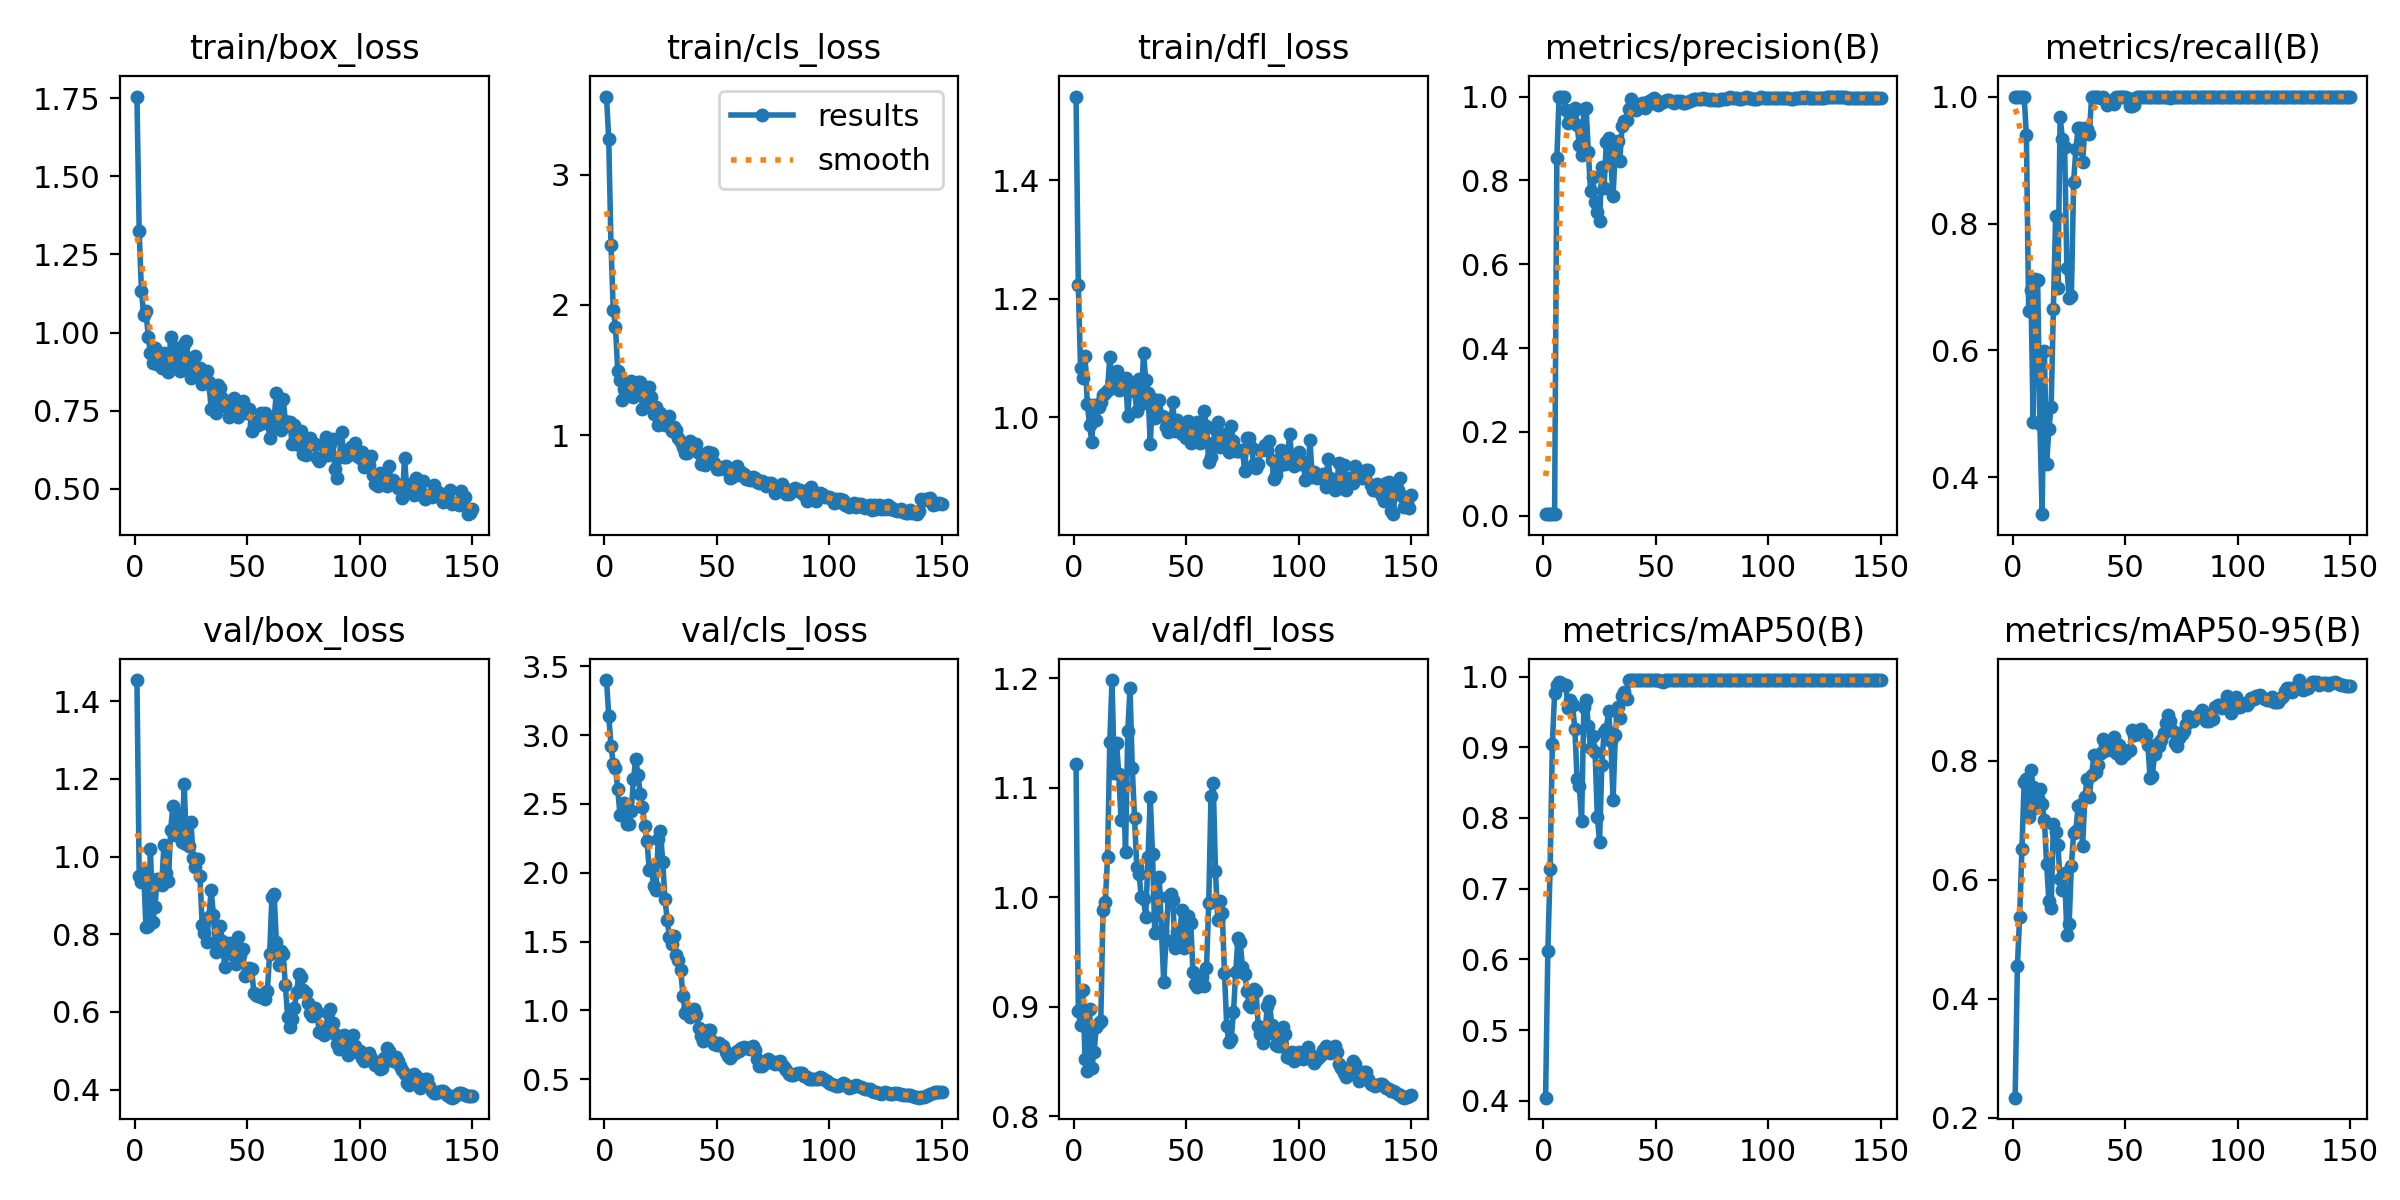 train/box_loss
1.75
1.50
1.25
1.00
0.75
0.50
0 50 100 150
train/cls_loss
results
smooth
3
2
1
0 50 100 150
train/dfl_loss
1.4
1.2
1.0
0 50 100 150
metrics/precision(B)
1.0
0.8
0.6
0.4
0.2
0.0
0 50 100 150
metrics/recall(B)
1.0
0.8
0.6
0.4
0 50 100 150
val/box_loss
1.4
1.2
1.0
0.8
0.6
0.4
0 50 100 150
val/cls_loss
3.5
3.0
2.5
2.0
1.5
1.0
0.5
0 50 100 150
val/dfl_loss
1.2
1.1
1.0
0.9
0.8
0 50 100 150
metrics/mAP50(B)
1.0
0.9
0.8
0.7
0.6
0.5
0.4
0 50 100 150
metrics/mAP50-95(B)
0.8
0.6
0.4
0.2
0 50 100 150